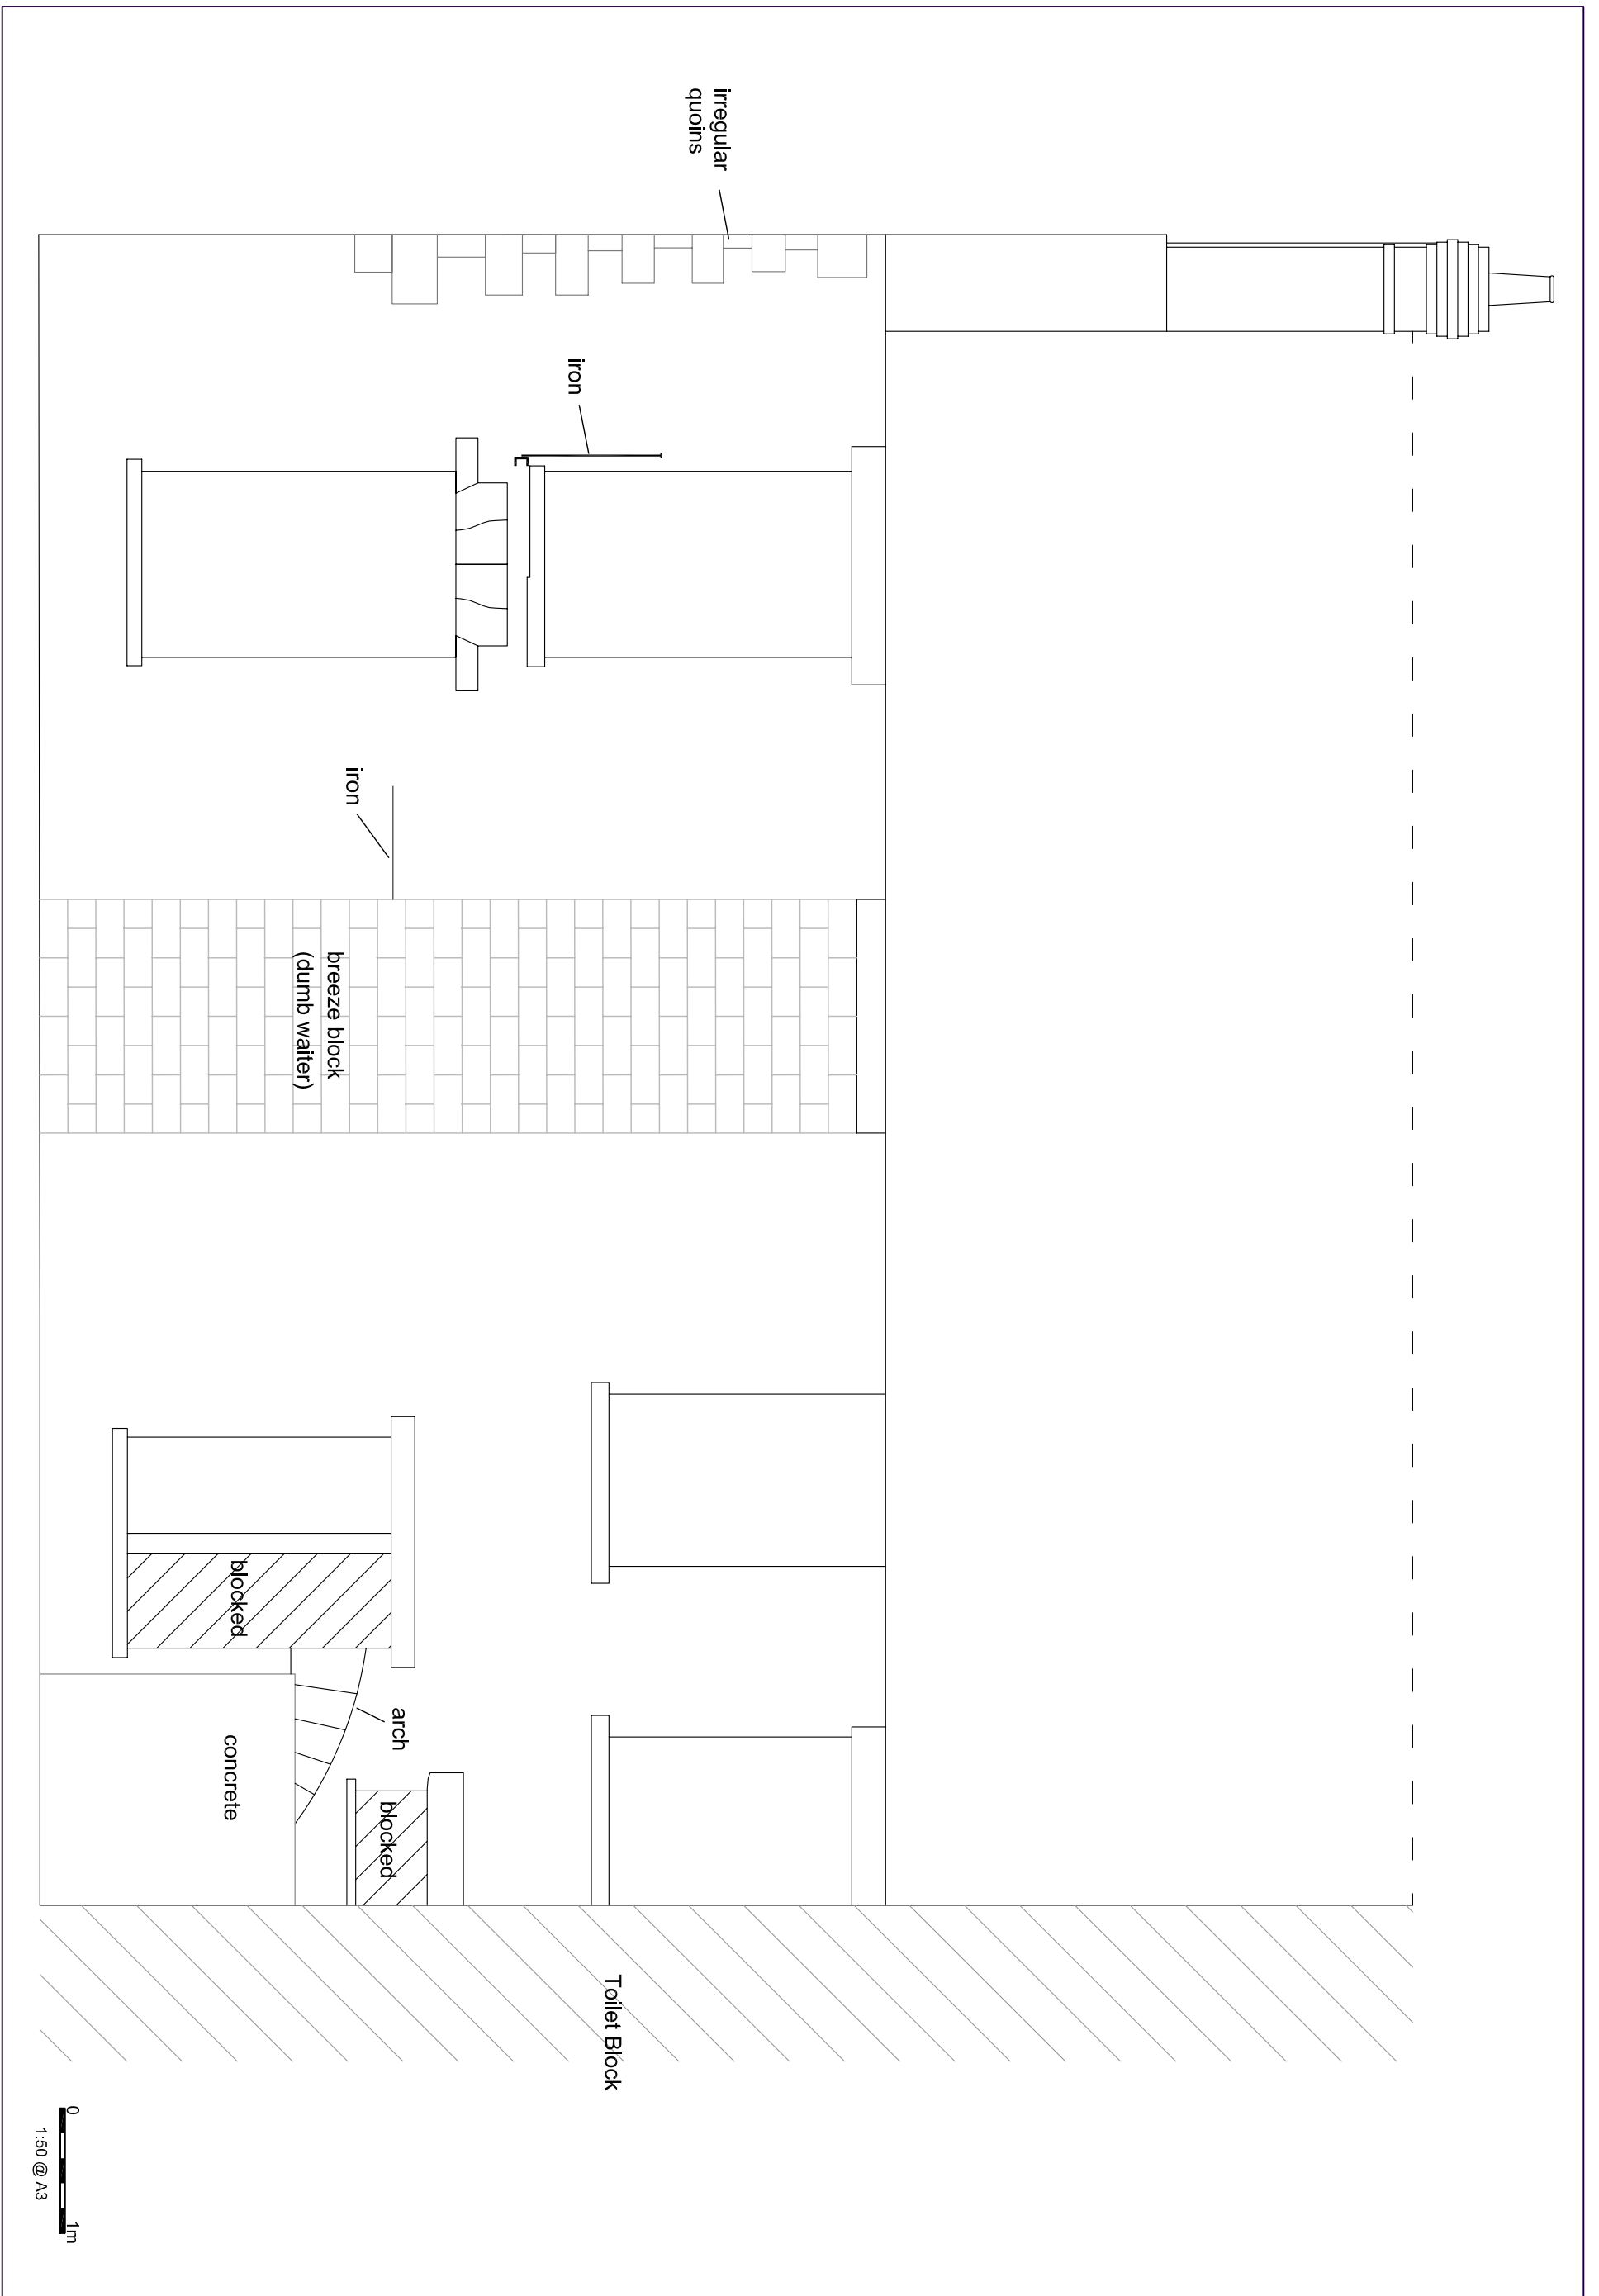 irregular
quoins
iron
iron
breeze block
(dumb waiter)
blocked
arch
concrete
blocked
Toilet Block
0
1m
1:50 @ A3